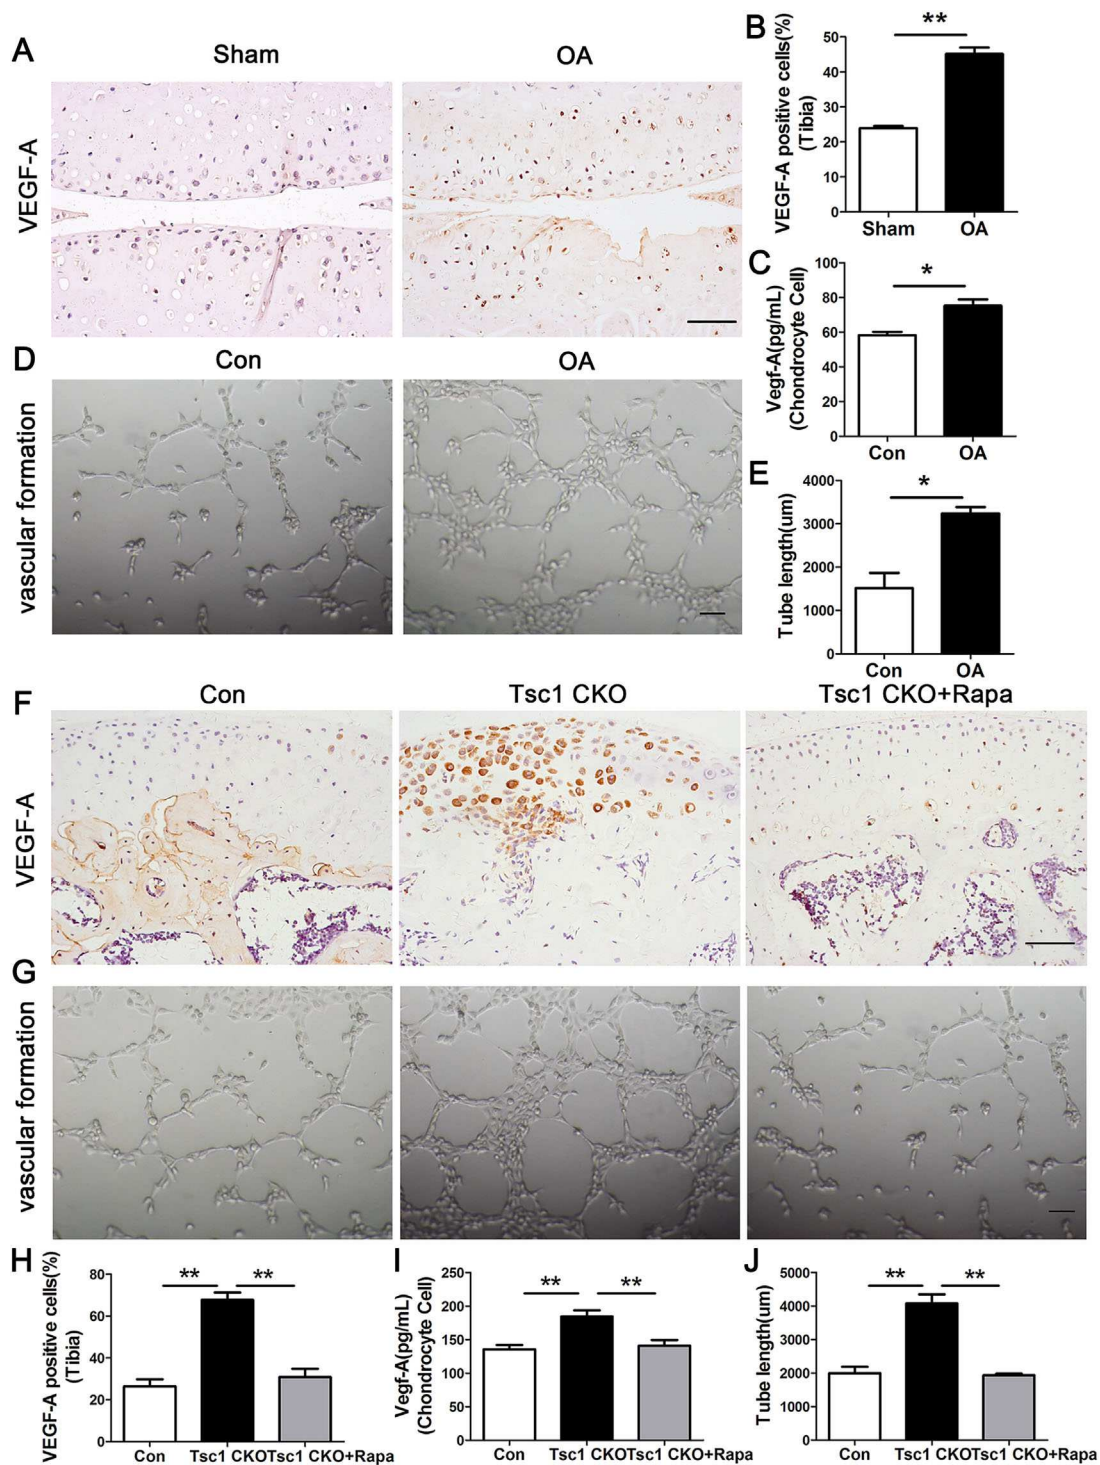 A
Sham
OA
VEGF-A
B
VEGF-A positive cells(%)
(Tibia)
50
40
30
20
10
0
**
Sham
OA
C
Vegf-A(pg/mL)
(Chondrocyte Cell)
100
80
60
40
20
0
*
Con
OA
D
Con
OA
vascular formation
E
Tube length(um)
4000
3000
2000
1000
0
*
Con
OA
F
Con
Tsc1 CKO
Tsc1 CKO+Rapa
VEGF-A
G
vascular formation
H
VEGF-A positive cells(%)
(Tibia)
80
60
40
20
0
**
**
Con
Tsc1 CKO
Tsc1 CKO+Rapa
I
Vegf-A(pg/mL)
(Chondrocyte Cell)
250
200
150
100
50
0
**
**
Con
Tsc1 CKO
Tsc1 CKO+Rapa
J
Tube length(um)
5000
4000
3000
2000
1000
0
**
**
Con
Tsc1 CKO
Tsc1 CKO+Rapa